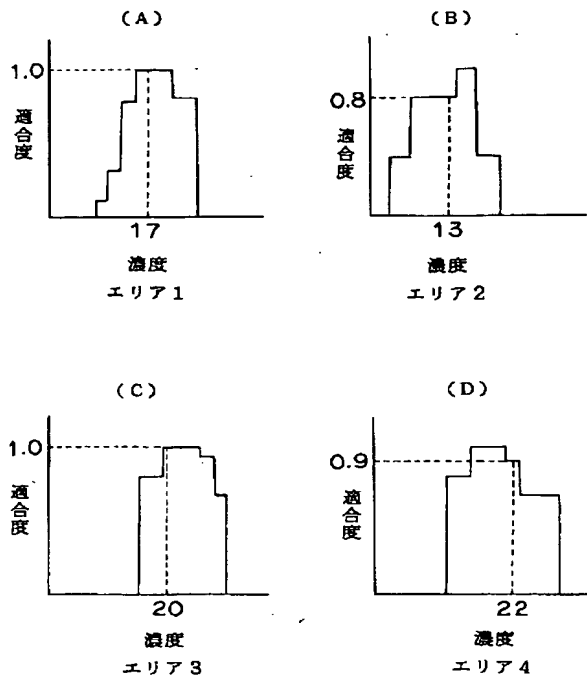 (A)
1.0
適合度
17
濃度
エリア1
(B)
0.8
適合度
13
濃度
エリア2
(C)
1.0
適合度
20
濃度
エリア3
(D)
0.9
適合度
22
濃度
エリア4